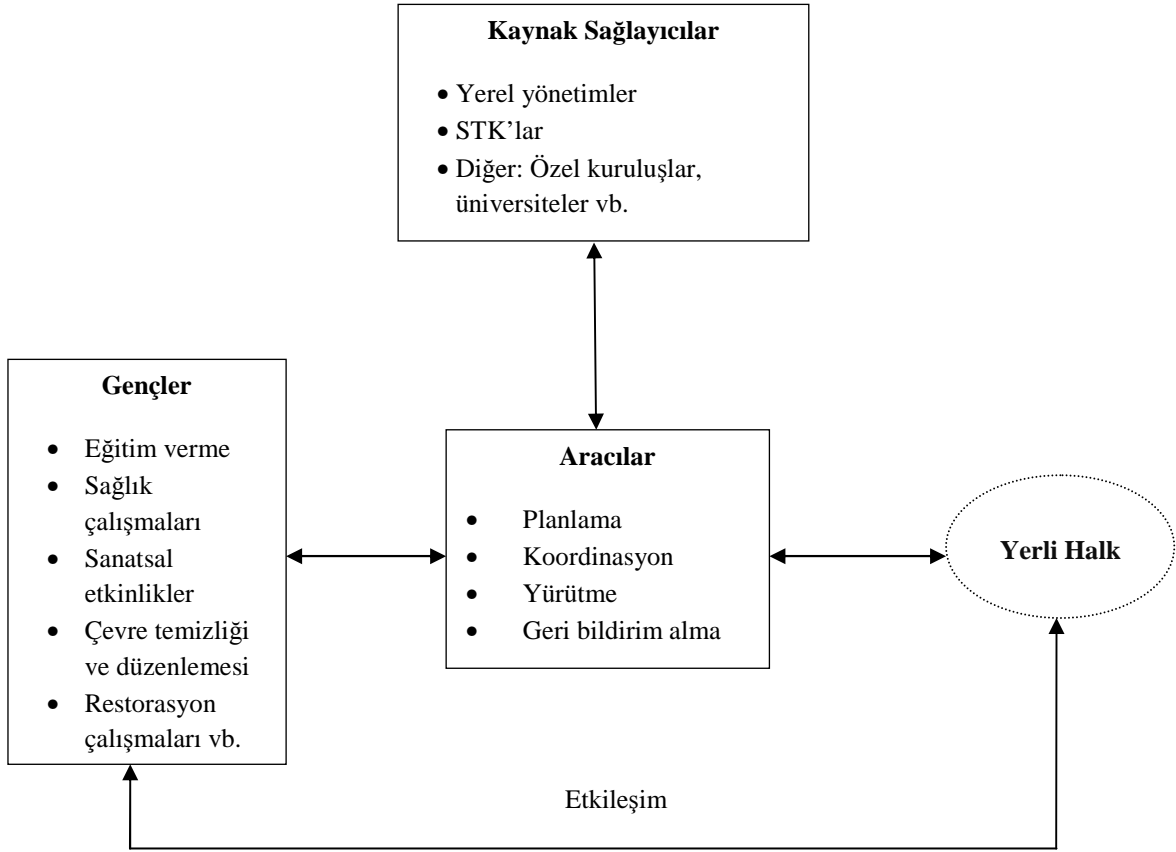 Kaynak Sağlayıcılar
• Yerel yönetimler
• STK’lar
• Diğer: Özel kuruluşlar,
üniversiteler vb.
Gençler
• Eğitim verme
• Sağlık
çalışmaları
• Sanatsal
etkinlikler
• Çevre temizliği
ve düzenlemesi
• Restorasyon
çalışmaları vb.
Aracılar
• Planlama
• Koordinasyon
• Yürütme
• Geri bildirim alma
Yerli Halk
Etkileşim